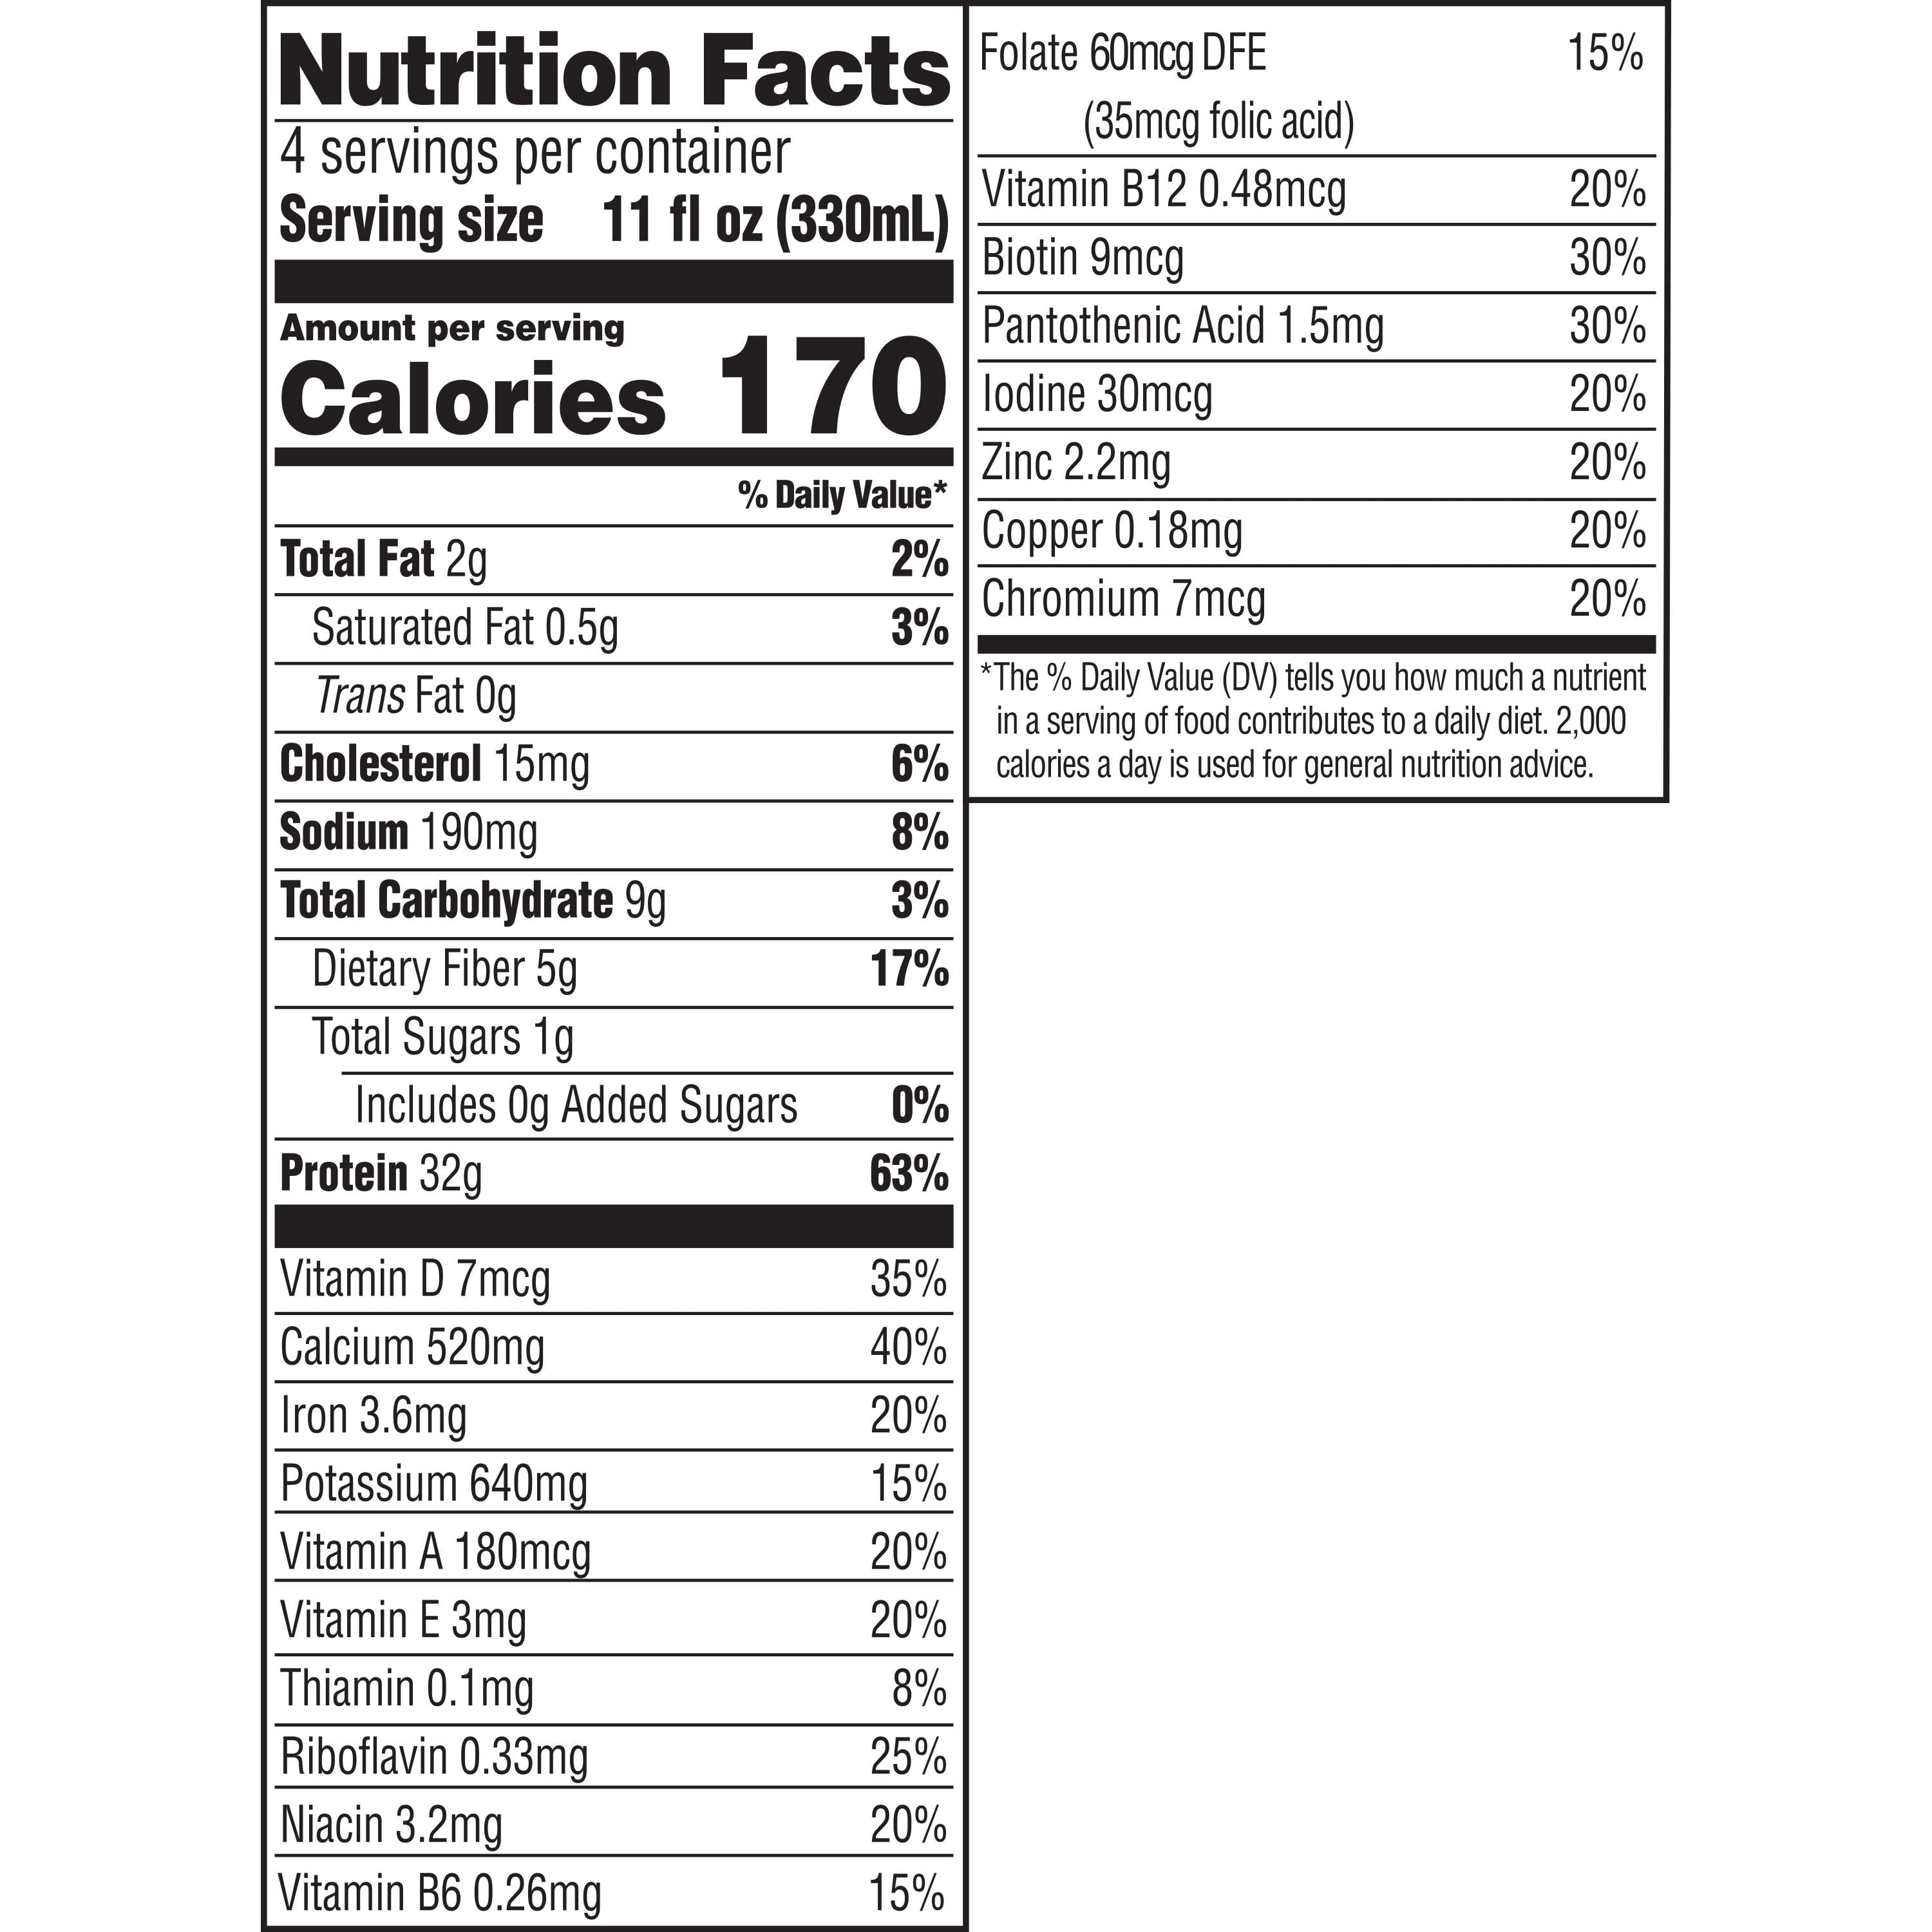 Nutrition Facts
4 servings per container
Serving size 11 fl oz (330mL)
Amount per serving
Calories 170
% Daily Value*
Total Fat 2g 2%
Saturated Fat 0.5g 3%
Trans Fat 0g
Cholesterol 15mg 6%
Sodium 190mg 8%
Total Carbohydrate 9g 3%
Dietary Fiber 5g 17%
Total Sugars 1g
Includes 0g Added Sugars 0%
Protein 32g 63%
Vitamin D 7mcg 35%
Calcium 520mg 40%
Iron 3.6mg 20%
Potassium 640mg 15%
Vitamin A 180mcg 20%
Vitamin E 3mg 20%
Thiamin 0.1mg 8%
Riboflavin 0.33mg 25%
Niacin 3.2mg 20%
Vitamin B6 0.26mg 15%
Folate 60mcg DFE 15%
(35mcg folic acid)
Vitamin B12 0.48mcg 20%
Biotin 9mcg 30%
Pantothenic Acid 1.5mg 30%
Iodine 30mcg 20%
Zinc 2.2mg 20%
Copper 0.18mg 20%
Chromium 7mcg 20%
*The % Daily Value (DV) tells you how much a nutrient
in a serving of food contributes to a daily diet. 2,000
calories a day is used for general nutrition advice.